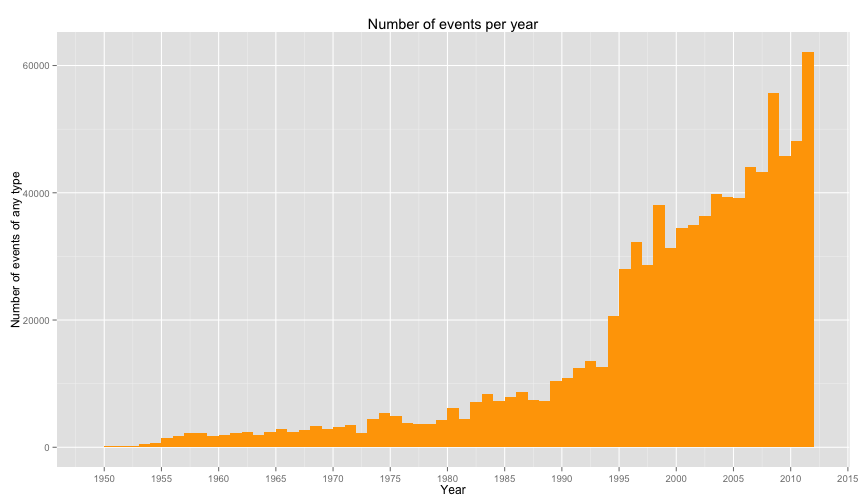 Number of events per year
Number of events of any type
60000
40000
20000
0
1950 1955 1960 1965 1970 1975 1980 1985 1990 1995 2000 2005 2010 2015
Year